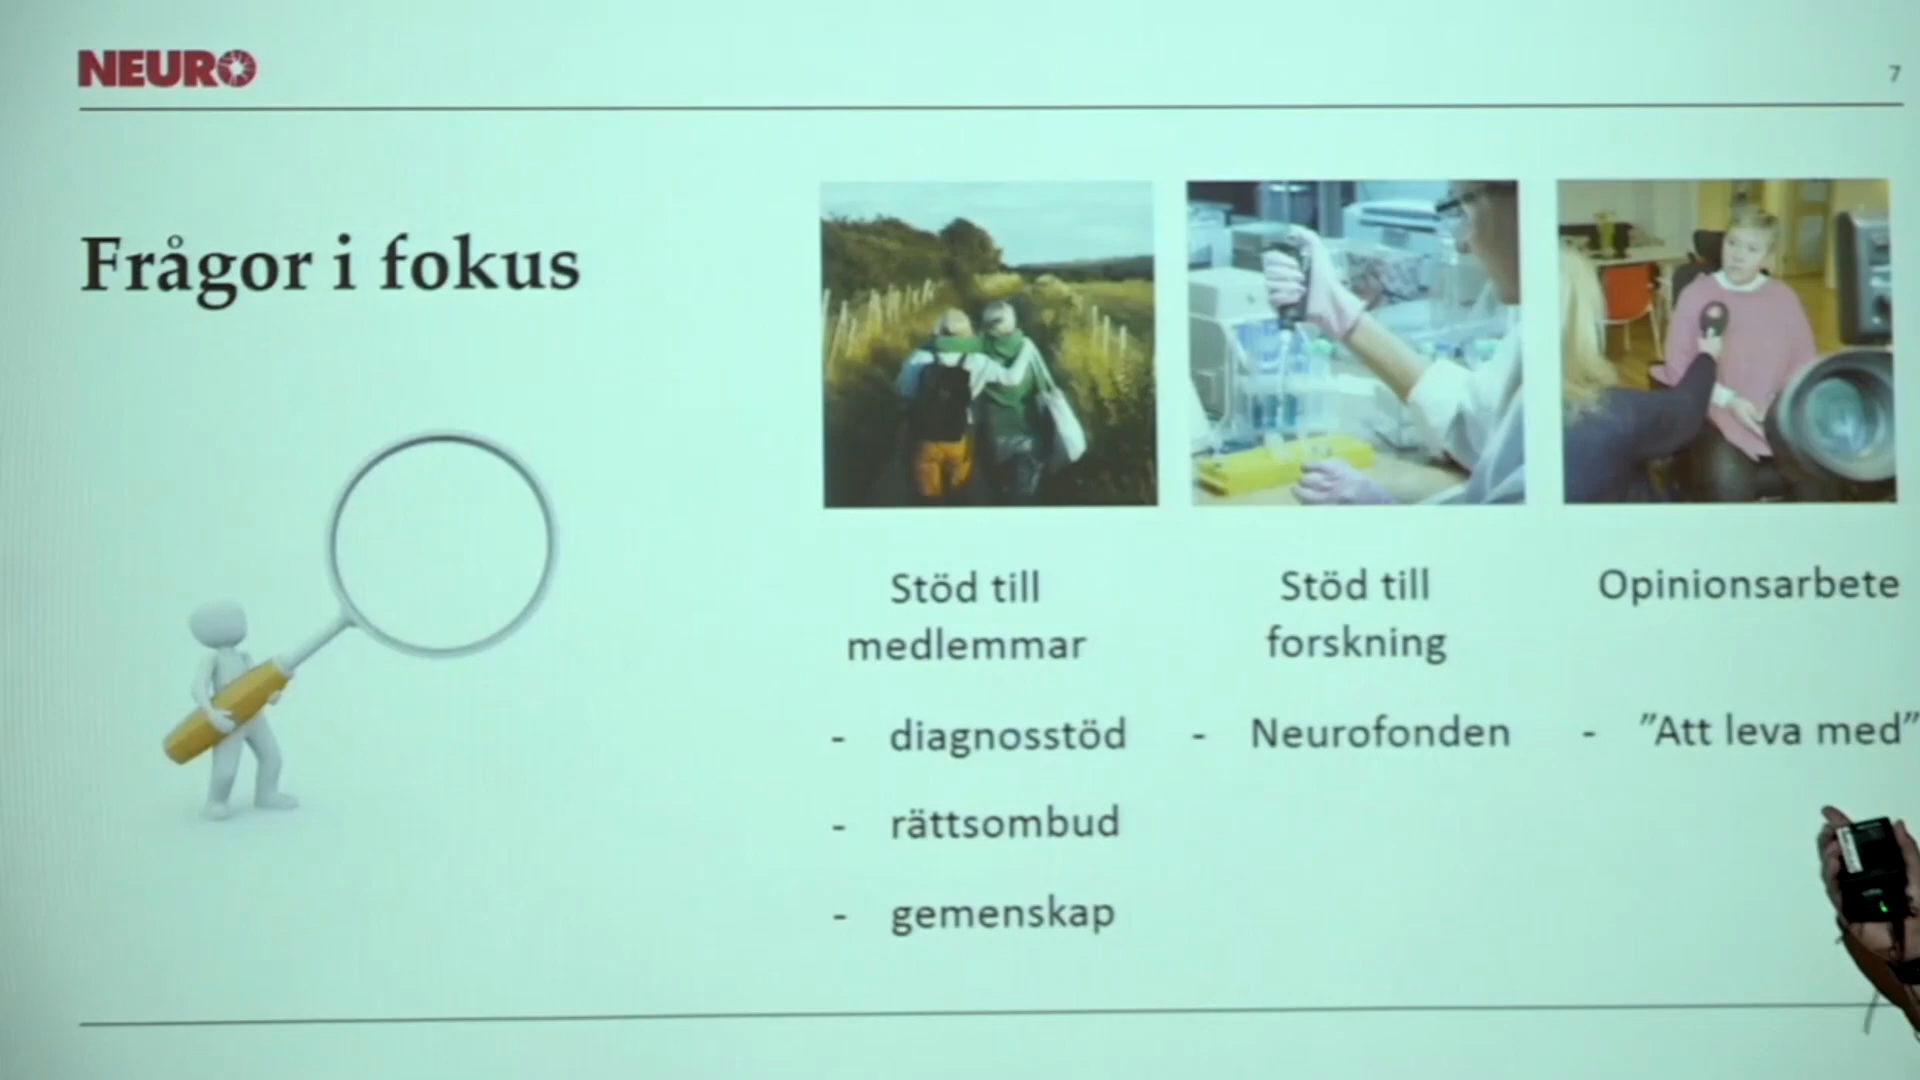 NEURO
7
Frågor i fokus
Stöd till
medlemmar
- diagnosstöd
- rättsombud
- gemenskap
Stöd till
forskning
- Neurofonden
Opinionsarbete
- ”Att leva med”